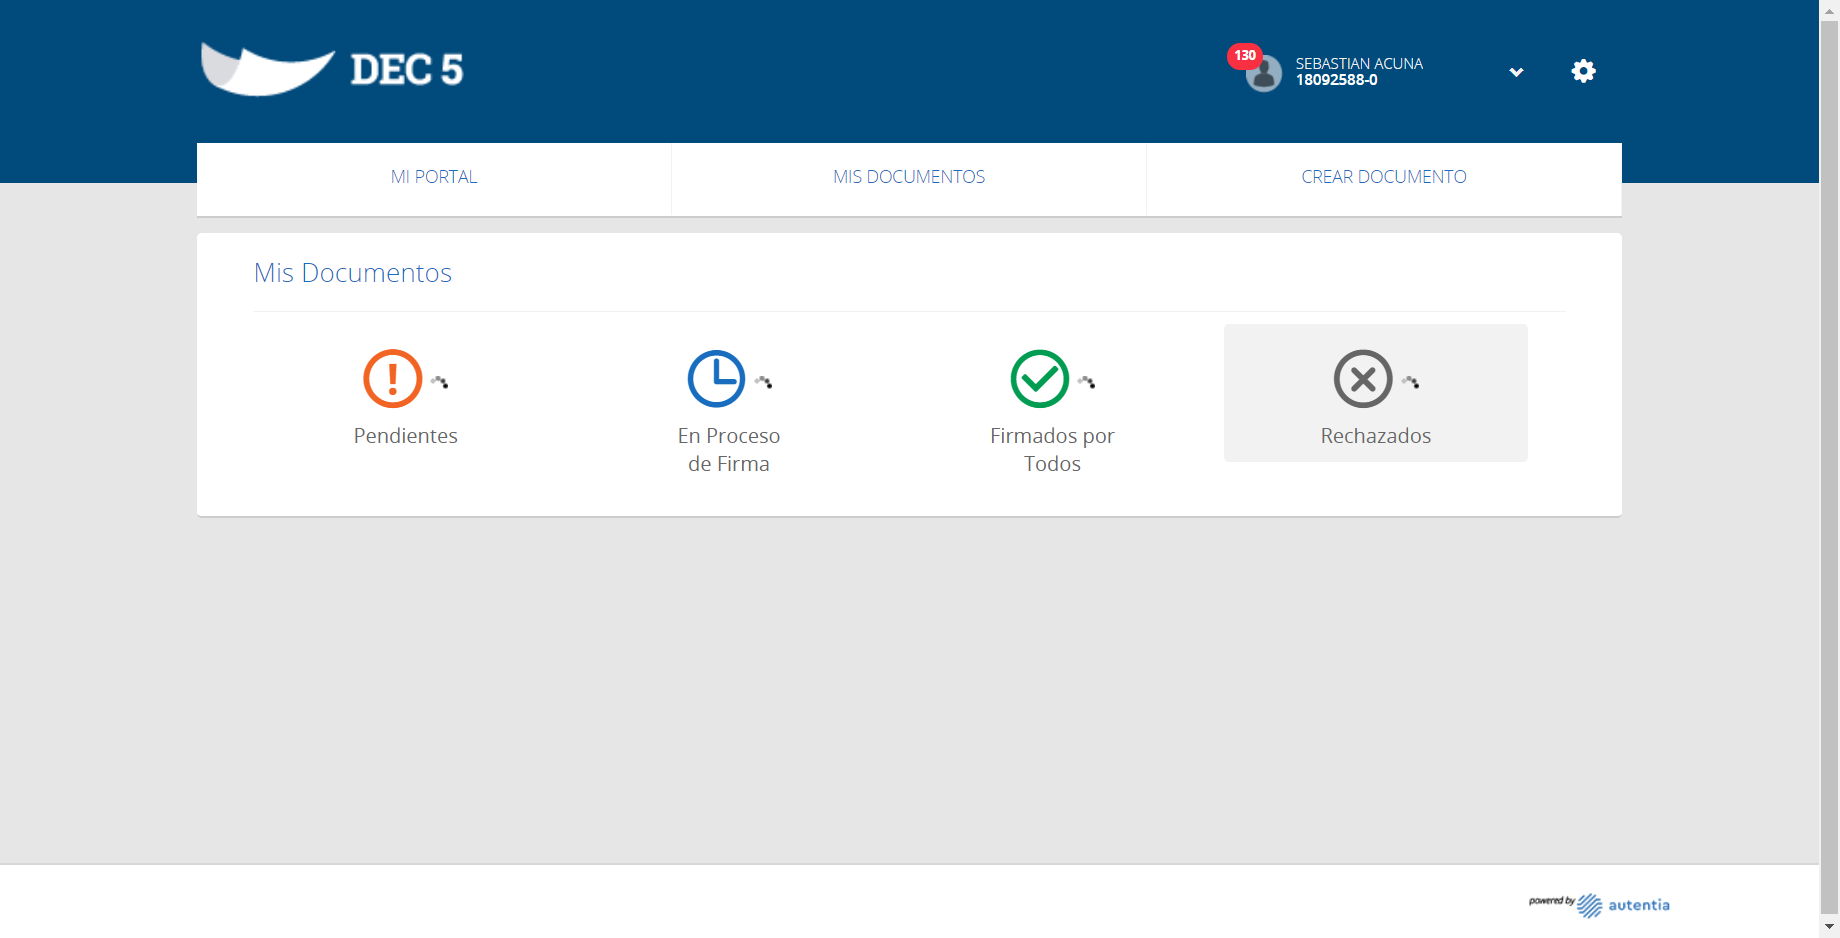 DEC 5
130
SEBASTIAN ACUNA
18092588-0
MI PORTAL
MIS DOCUMENTOS
CREAR DOCUMENTO
Mis Documentos
Pendientes
En Proceso
de Firma
Firmados por
Todos
Rechazados
powered by autentia